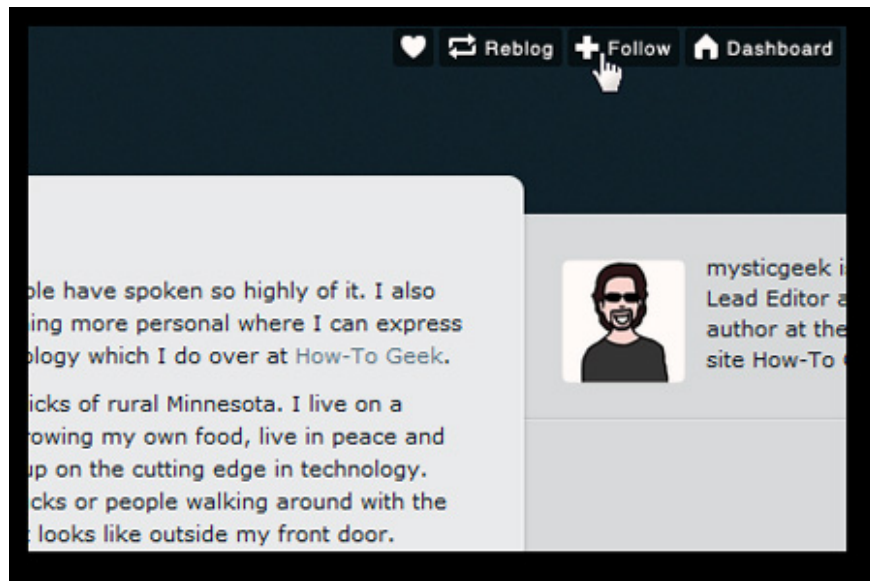 Reblog Follow Dashboard
ple have spoken so highly of it. I also
ing more personal where I can express
ology which I do over at How-To Geek.
icks of rural Minnesota. I live on a
rowing my own food, live in peace and
up on the cutting edge in technology.
cks or people walking around with the
looks like outside my front door.
mysticgeek i
Lead Editor a
author at the
site How-To